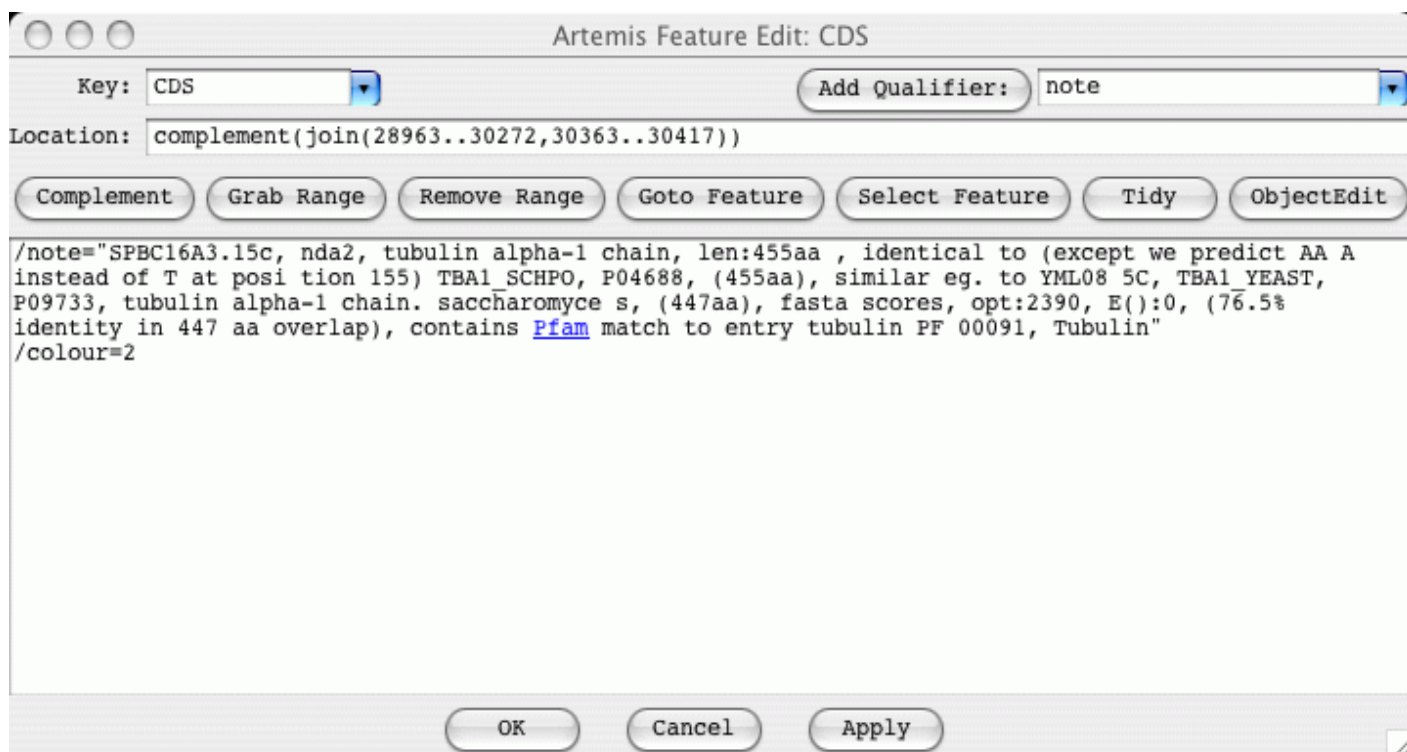 Artemis Feature Edit: CDS
Key: CDS Add Qualifier: note
Location: complement(join(28963..30272,30363..30417))
Complement Grab Range Remove Range Goto Feature Select Feature Tidy ObjectEdit
/note="SPBC16A3.15c, nda2, tubulin alpha-1 chain, len:455aa , identical to (except we predict AA A
instead of T at posi tion 155) TBA1_SCHPO, P04688, (455aa), similar eg. to YML08 5C, TBA1_YEAST,
P09733, tubulin alpha-1 chain. saccharomyce s, (447aa), fasta scores, opt:2390, E():0, (76.5%
identity in 447 aa overlap), contains Pfam match to entry tubulin PF 00091, Tubulin"
/colour=2
OK Cancel Apply